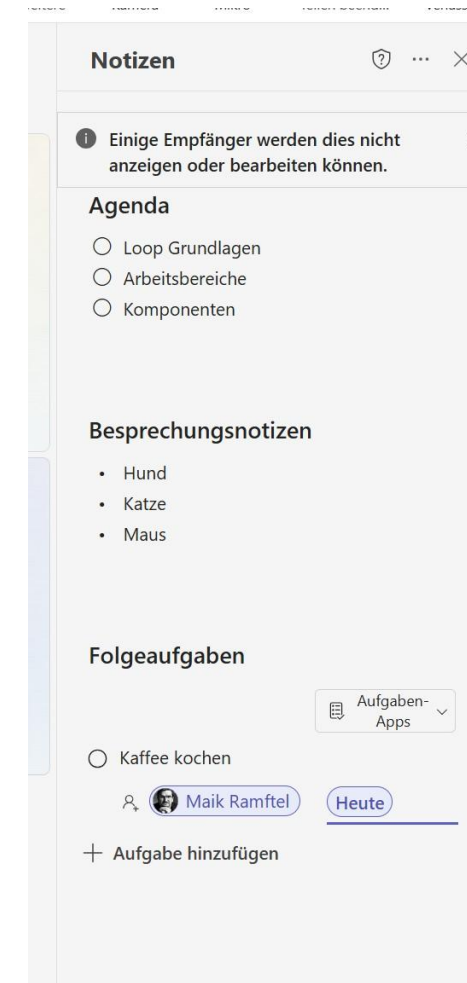 Notizen
Einige Empfänger werden dies nicht
anzeigen oder bearbeiten können.
Agenda
Loop Grundlagen
Arbeitsbereiche
Komponenten
Besprechungsnotizen
• Hund
• Katze
• Maus
Folgeaufgaben
Aufgaben-
Apps
Kaffee kochen
Maik Ramftel Heute
+ Aufgabe hinzufügen